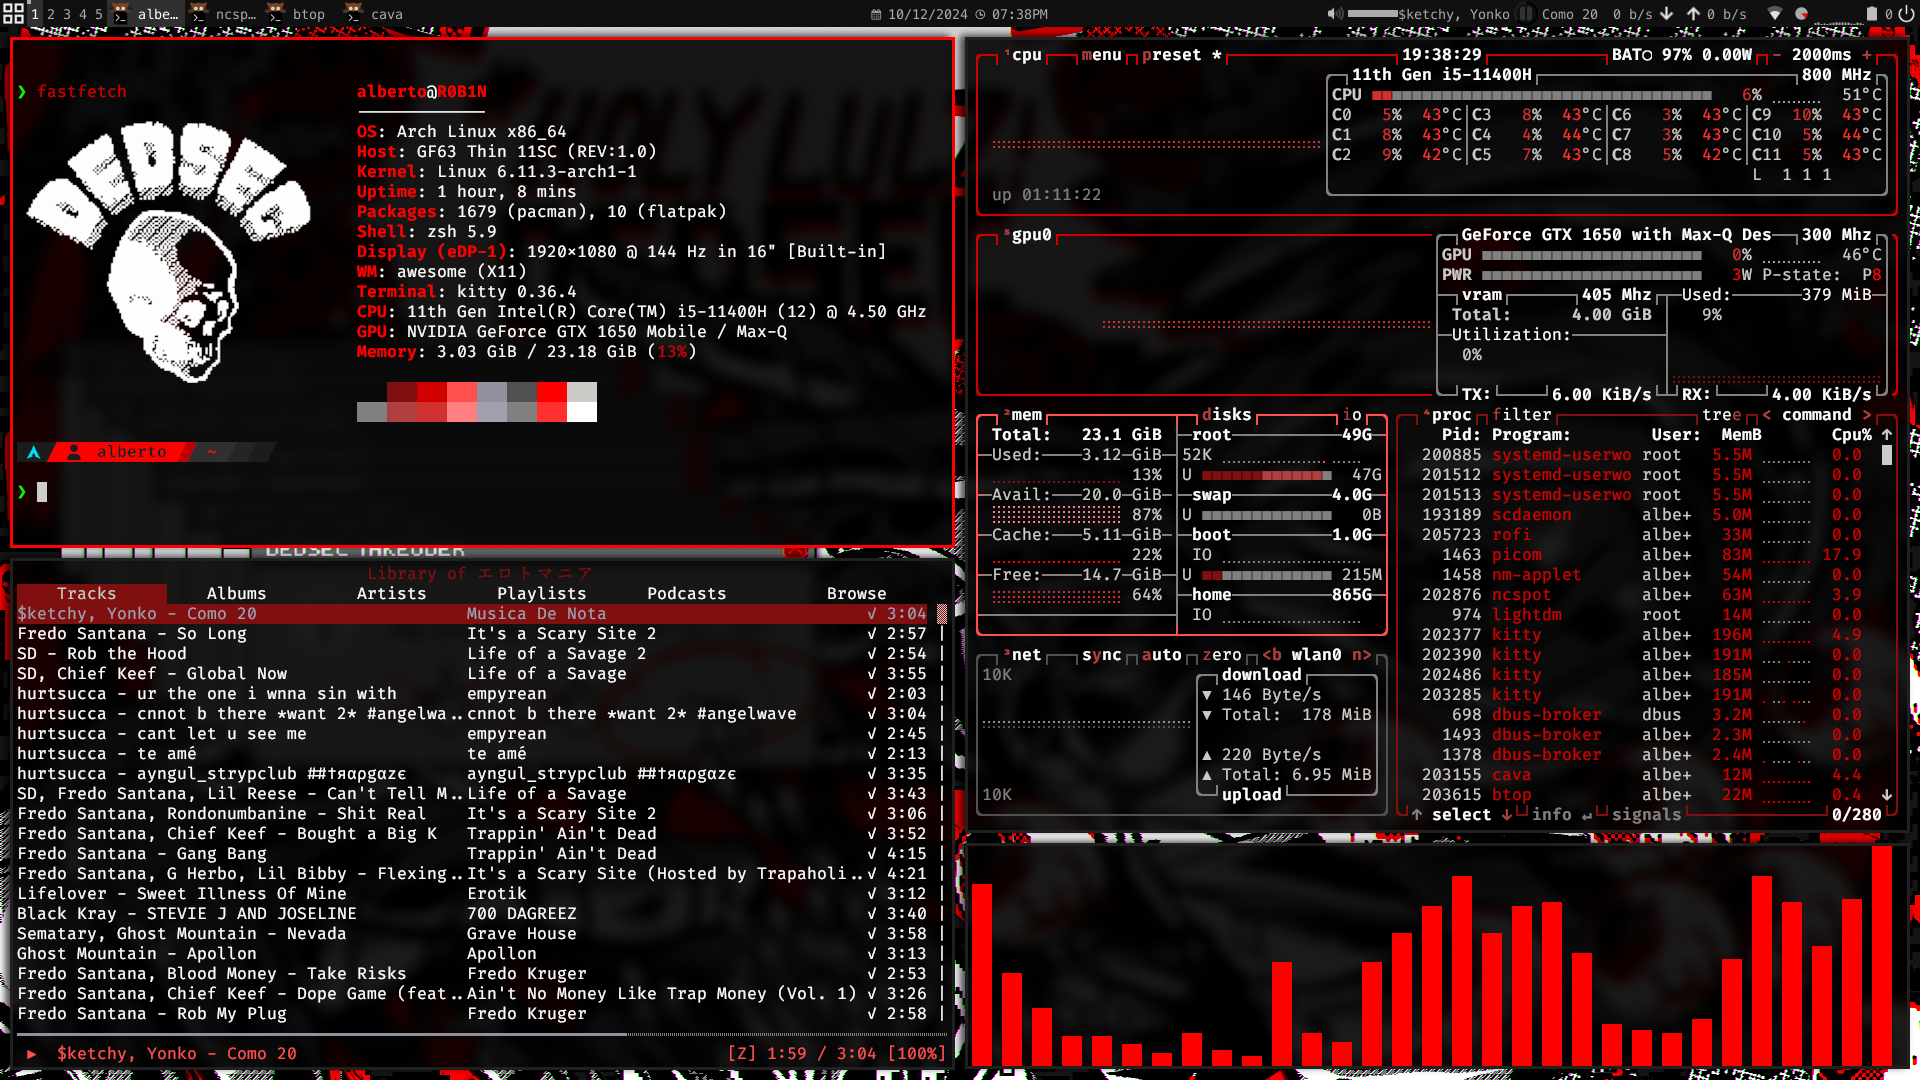 1 2 3 4 5 albe… ncsp… btop cava
10/12/2024 07:38PM
$ketchy, Yonko Como 20 0 b/s 0 b/s 0
❯ fastfetch
DEDSEC
alberto@R0B1N
OS: Arch Linux x86_64
Host: GF63 Thin 11SC (REV:1.0)
Kernel: Linux 6.11.3-arch1-1
Uptime: 1 hour, 8 mins
Packages: 1679 (pacman), 10 (flatpak)
Shell: zsh 5.9
Display (eDP-1): 1920×1080 @ 144 Hz in 16" [Built-in]
WM: awesome (X11)
Terminal: kitty 0.36.4
CPU: 11th Gen Intel(R) Core(TM) i5-11400H (12) @ 4.50 GHz
GPU: NVIDIA GeForce GTX 1650 Mobile / Max-Q
Memory: 3.03 GiB / 23.18 GiB (13%)
alberto ~
❯
Library of エロトマニア
Tracks Albums Artists Playlists Podcasts Browse
$ketchy, Yonko - Como 20 Musica De Nota √ 3:04
Fredo Santana - So Long It's a Scary Site 2 √ 2:57
SD - Rob the Hood Life of a Savage 2 √ 2:54
SD, Chief Keef - Global Now Life of a Savage √ 3:55
hurtsucca - ur the one i wnna sin with empyrean √ 2:03
hurtsucca - cnnot b there *want 2* #angelwa.. cnnot b there *want 2* #angelwave √ 3:04
hurtsucca - cant let u see me empyrean √ 2:45
hurtsucca - te amé te amé √ 2:13
hurtsucca - ayngul_strypclub ##†яαρgαzє ayngul_strypclub ##†яαρgαzє √ 3:35
SD, Fredo Santana, Lil Reese - Can't Tell M.. Life of a Savage √ 3:43
Fredo Santana, Rondonumbanine - Shit Real It's a Scary Site 2 √ 3:06
Fredo Santana, Chief Keef - Bought a Big K Trappin' Ain't Dead √ 3:52
Fredo Santana - Gang Bang Trappin' Ain't Dead √ 4:15
Fredo Santana, G Herbo, Lil Bibby - Flexing.. It's a Scary Site (Hosted by Trapaholi.. √ 4:21
Lifelover - Sweet Illness Of Mine Erotik √ 3:12
Black Kray - STEVIE J AND JOSELINE 700 DAGREEZ √ 3:40
Sematary, Ghost Mountain - Nevada Grave House √ 3:58
Ghost Mountain - Apollon Apollon √ 3:13
Fredo Santana, Blood Money - Take Risks Fredo Kruger √ 2:53
Fredo Santana, Chief Keef - Dope Game (feat.. Ain't No Money Like Trap Money (Vol. 1) √ 3:26
Fredo Santana - Rob My Plug Fredo Kruger √ 2:58
▶ $ketchy, Yonko - Como 20 [Z] 1:59 / 3:04 [100%]
¹cpu menu preset * 19:38:29 BAT○ 97% 0.00W - 2000ms +
11th Gen i5-11400H 800 MHz
CPU 6% 51°C
C0 5% 43°C C3 8% 43°C C6 3% 43°C C9 10% 43°C
C1 8% 43°C C4 4% 44°C C7 3% 43°C C10 5% 44°C
C2 9% 42°C C5 7% 43°C C8 5% 42°C C11 5% 43°C
L 1 1 1
up 01:11:22
⁵gpu0 GeForce GTX 1650 with Max-Q Des 300 Mhz
GPU 0% 46°C
PWR 3W P-state: P8
vram 405 Mhz Used: 379 MiB
Total: 4.00 GiB 9%
Utilization:
0%
TX: 6.00 KiB/s RX: 4.00 KiB/s
²mem disks io
Total: 23.1 GiB root 49G
Used: 3.12 GiB 52K
13% U 47G
Avail: 20.0 GiB swap 4.0G
87% U 0B
Cache: 5.11 GiB boot 1.0G
22% IO
Free: 14.7 GiB U 215M
64% home 865G
IO
³net sync auto zero <b wlan0 n>
10K download
▼ 146 Byte/s
▼ Total: 178 MiB
▲ 220 Byte/s
▲ Total: 6.95 MiB
10K upload
⁴proc filter tree < command >
Pid: Program: User: MemB Cpu% ↑
200885 systemd-userwo root 5.5M 0.0
201512 systemd-userwo root 5.5M 0.0
201513 systemd-userwo root 5.5M 0.0
193189 scdaemon albe+ 5.0M 0.0
205723 rofi albe+ 33M 0.0
1463 picom albe+ 83M 17.9
1458 nm-applet albe+ 54M 0.0
202876 ncspot albe+ 63M 3.9
974 lightdm root 14M 0.0
202377 kitty albe+ 196M 4.9
202390 kitty albe+ 191M 0.0
202486 kitty albe+ 185M 0.0
203285 kitty albe+ 191M 0.0
698 dbus-broker dbus 3.2M 0.0
1493 dbus-broker albe+ 2.3M 0.0
1378 dbus-broker albe+ 2.4M 0.0
203155 cava albe+ 12M 4.4
203615 btop albe+ 22M 0.4 ↓
↑ select ↓ info ↵ signals 0/280